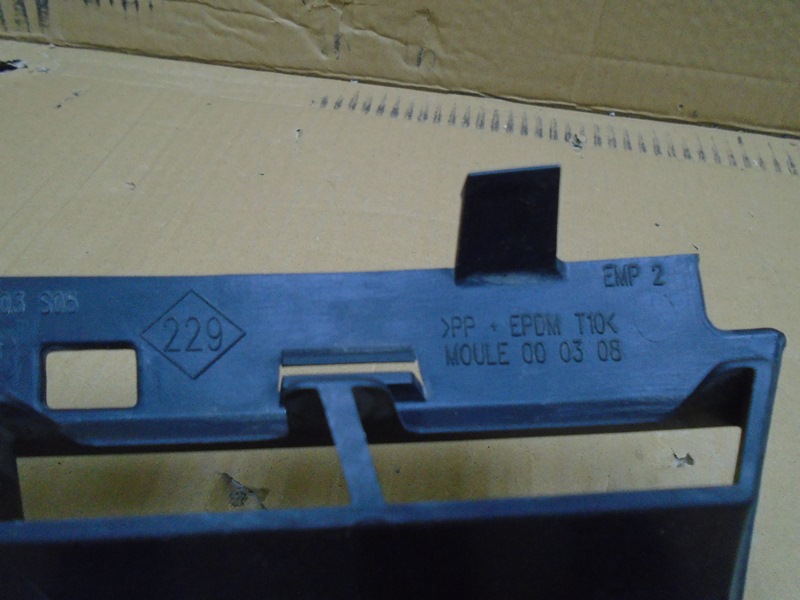 229
EMP 2
>PP + EPDM T10<
MOULE 00 03 08